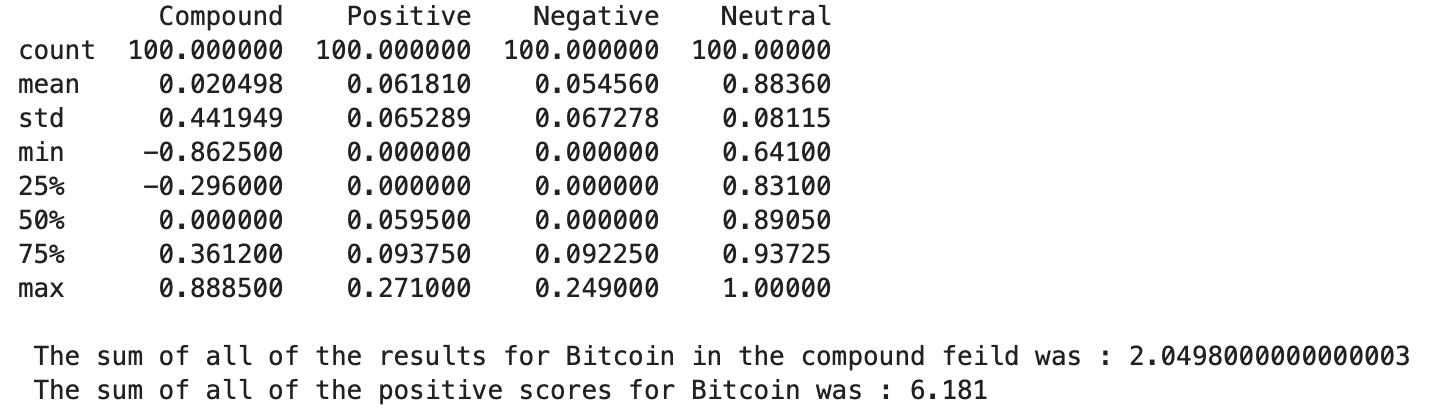 Compound Positive Negative Neutral
count 100.000000 100.000000 100.000000 100.00000
mean 0.020498 0.061810 0.054560 0.88360
std 0.441949 0.065289 0.067278 0.08115
min −0.862500 0.000000 0.000000 0.64100
25% −0.296000 0.000000 0.000000 0.83100
50% 0.000000 0.059500 0.000000 0.89050
75% 0.361200 0.093750 0.092250 0.93725
max 0.888500 0.271000 0.249000 1.00000
The sum of all of the results for Bitcoin in the compound feild was : 2.0498000000000003
The sum of all of the positive scores for Bitcoin was : 6.181